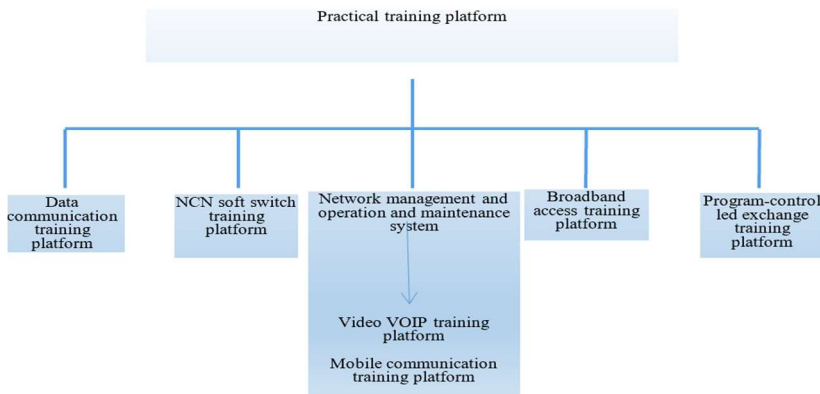 Practical training platform
Data
communication
training
platform
NCN soft switch
training
platform
Network management and
operation and maintenance
system
Video VOIP training
platform
Mobile communication
training platform
Broadband
access training
platform
Program-control
led exchange
training
platform